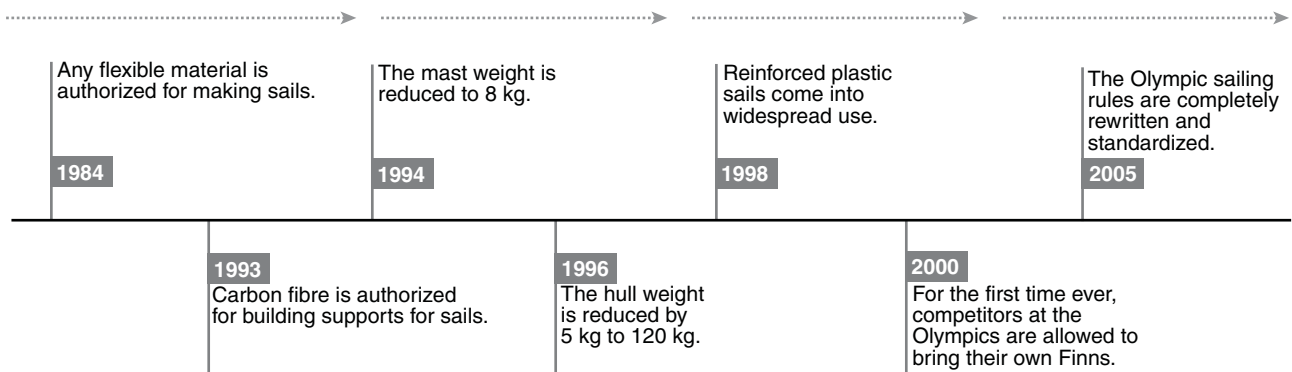 Any flexible material is
authorized for making sails.
1984
1993
Carbon fibre is authorized
for building supports for sails.
The mast weight is
reduced to 8 kg.
1994
1996
The hull weight
is reduced by
5 kg to 120 kg.
Reinforced plastic
sails come into
widespread use.
1998
2000
For the first time ever,
competitors at the
Olympics are allowed to
bring their own Finns.
The Olympic sailing
rules are completely
rewritten and
standardized.
2005